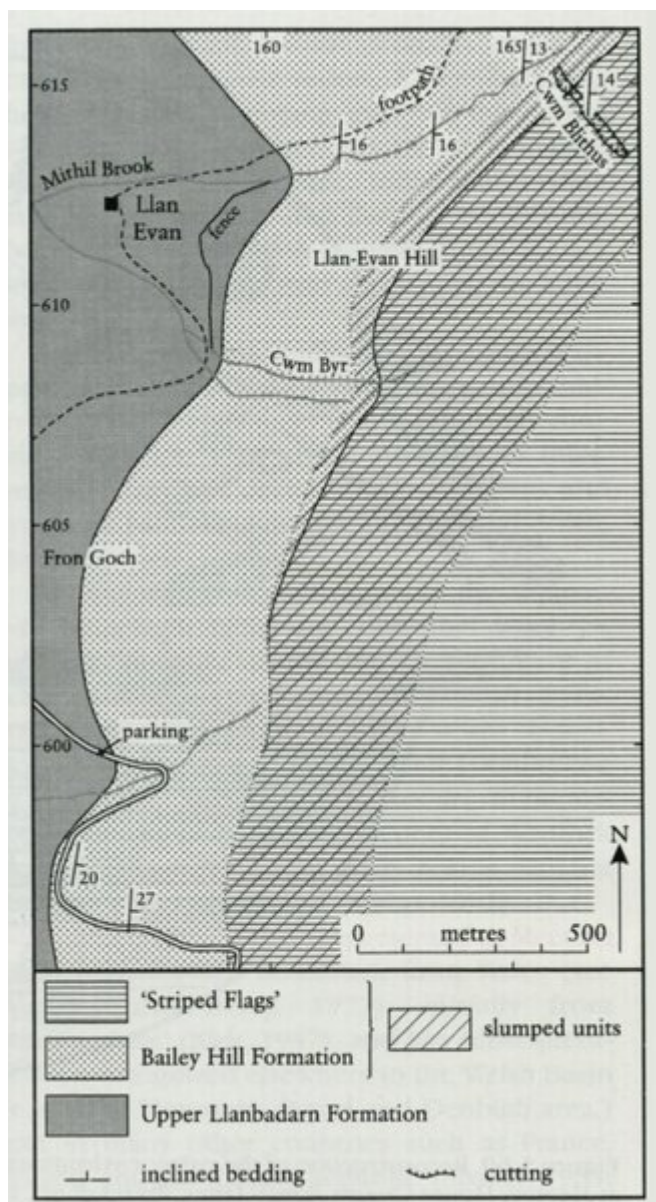 160
165
13
615
footpath
14
Cwm Blithus
16
16
Mithil Brook
Llan
Evan
fence
Llan-Evan Hill
610
Cwm Byr
605
Fron Goch
parking
600
N
20
27
0 metres 500
'Striped Flags'
slumped units
Bailey Hill Formation
Upper Llanbadarn Formation
inclined bedding
cutting